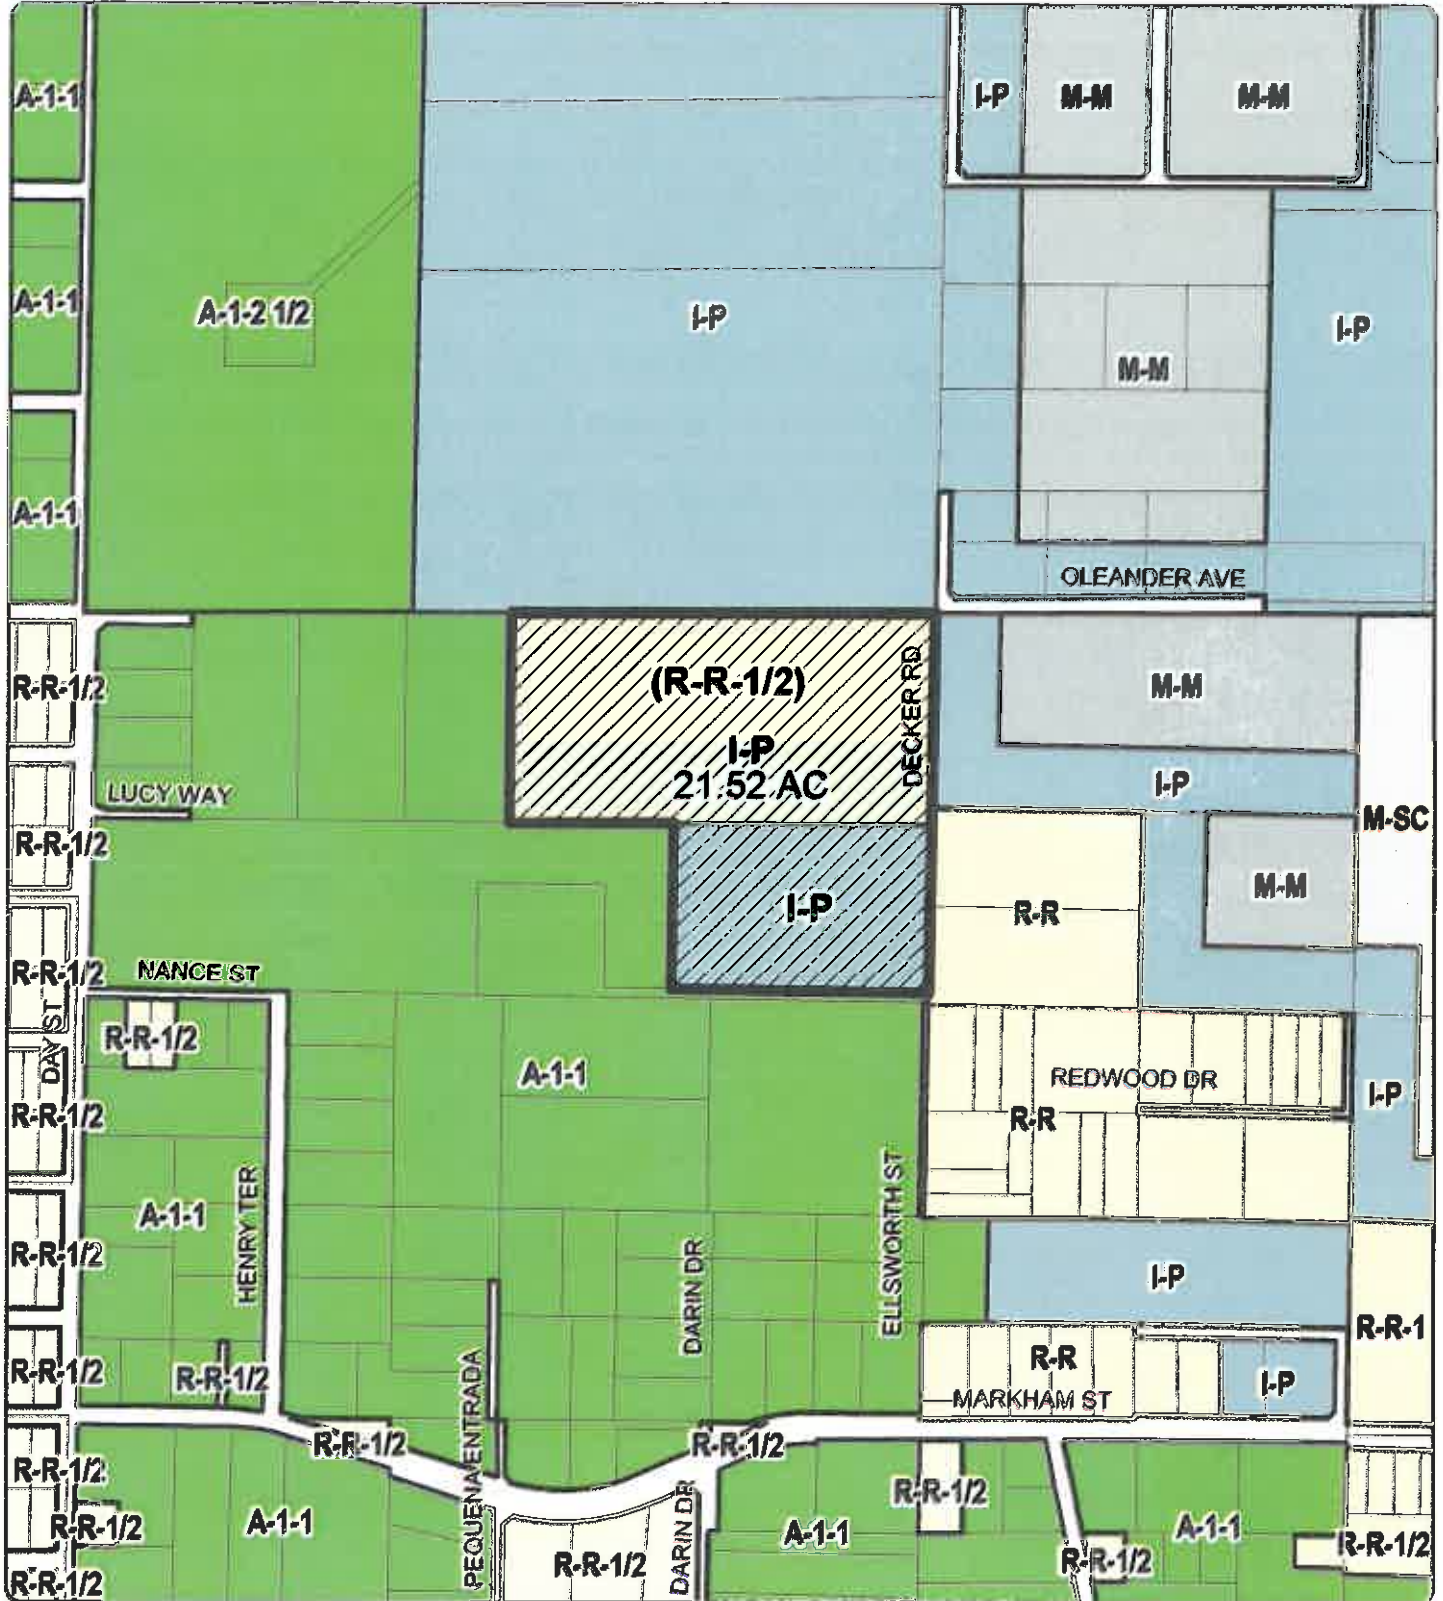 A-1-1
I-P
M-M
M-M
A-1-1
A-1-2 1/2
I-P
I-P
M-M
A-1-1
OLEANDER AVE
R-R-1/2
(R-R-1/2)
I-P
21.52 AC
DECKER RD
M-M
I-P
LUCY WAY
M-SC
R-R-1/2
M-M
I-P
R-R
NANCE ST
R-R-1/2
DAY ST
R-R-1/2
A-1-1
REDWOOD DR
I-P
R-R-1/2
R-R
A-1-1
HENRY TER
ELLSWORTH ST
R-R-1/2
DARIN DR
I-P
R-R-1
R-R-1/2
R-R-1/2
PEQUENA ENTRADA
R-R
I-P
MARKHAM ST
R-R-1/2
R-R-1/2
R-R-1/2
R-R-1/2
R-R-1/2
A-1-1
A-1-1
A-1-1
R-R-1/2
R-R-1/2
DARIN DR
R-R-1/2
R-R-1/2